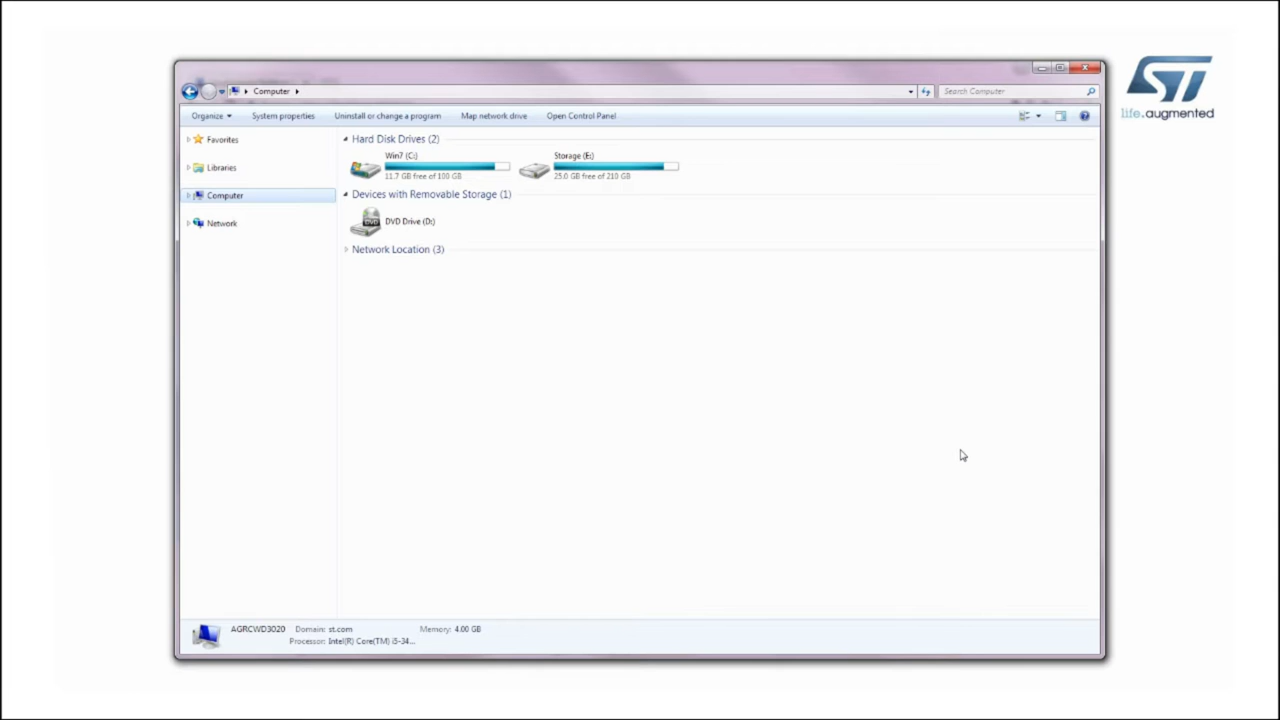 Computer
Search Computer
Organize
System properties
Uninstall or change a program
Map network drive
Open Control Panel
Favorites
Libraries
Computer
Network
Hard Disk Drives (2)
Win7 (C:)
11.7 GB free of 100 GB
Storage (E:)
25.0 GB free of 210 GB
Devices with Removable Storage (1)
DVD
DVD Drive (D:)
Network Location (3)
AGRCWD3020
Domain: st.com
Memory: 4.00 GB
Processor: Intel(R) Core(TM) i5-34...
ST
life.augmented